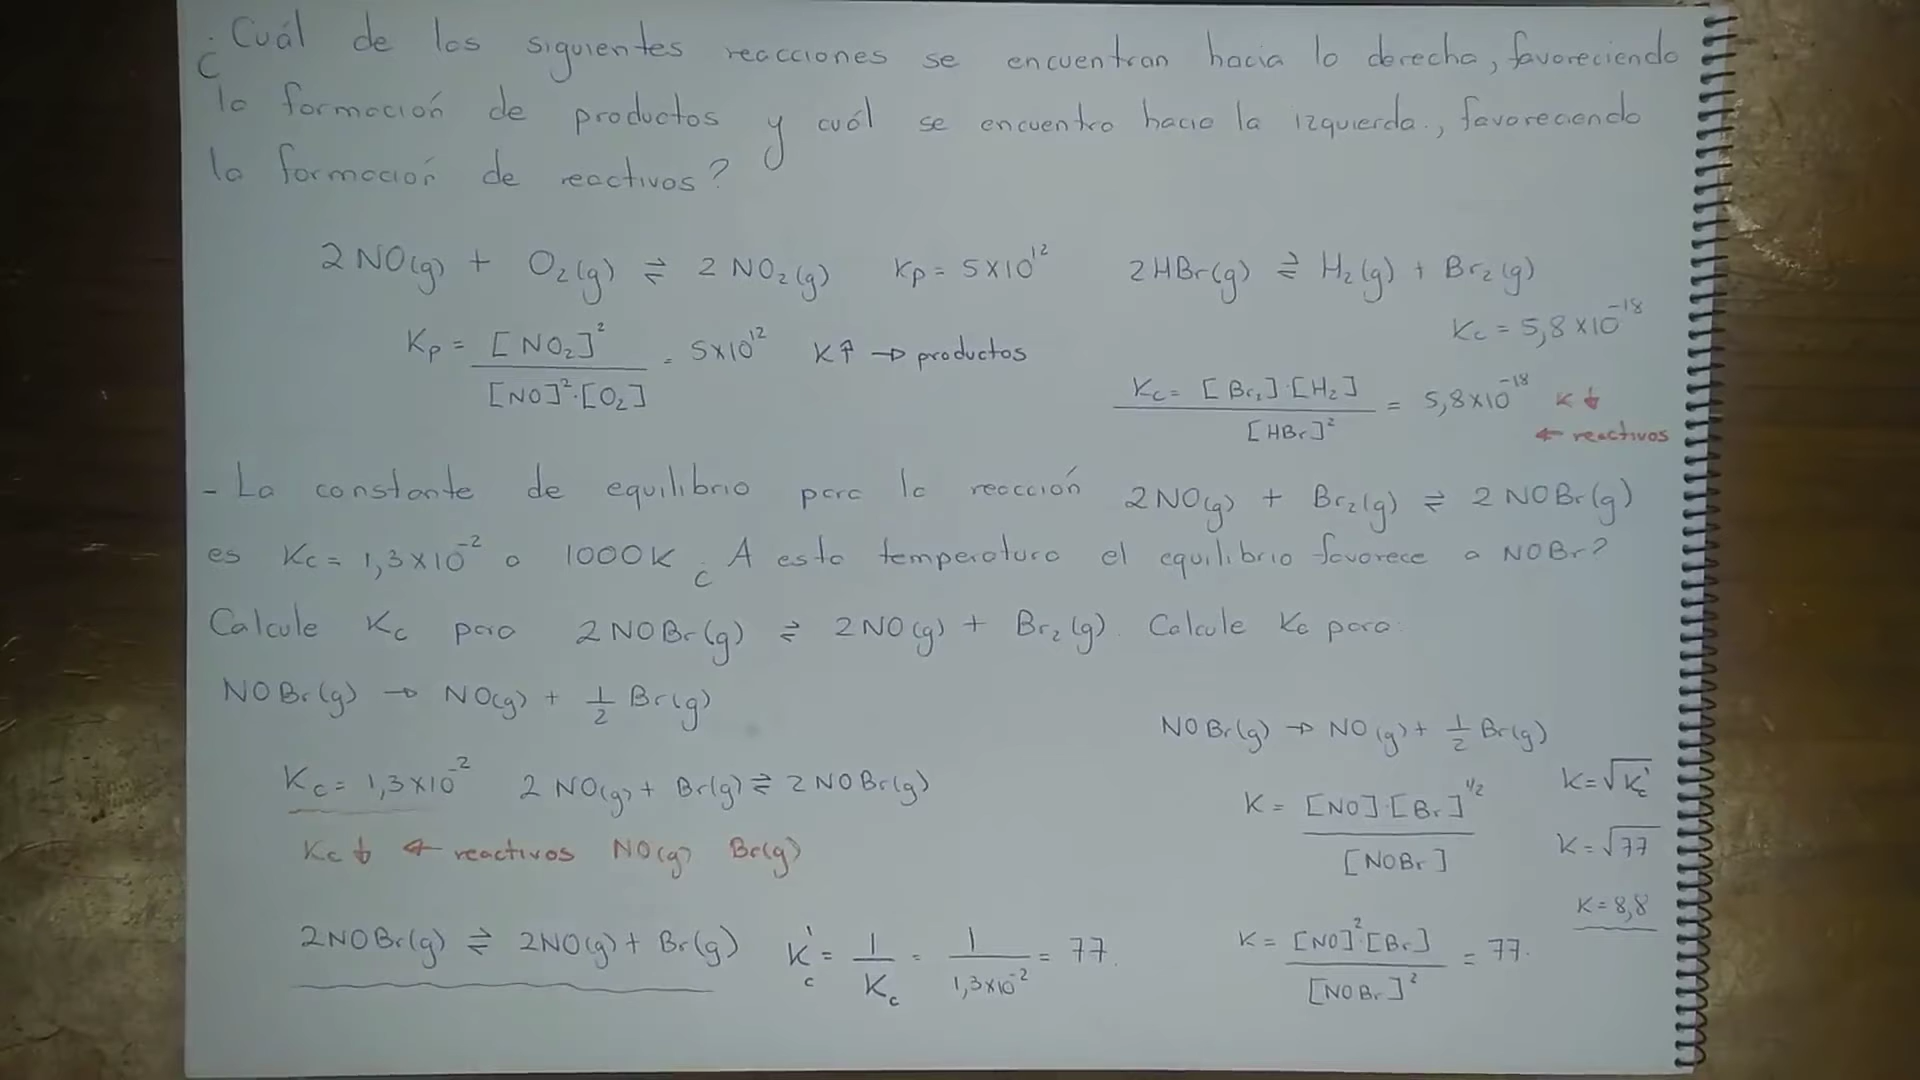 ¿Cuál de las siguientes reacciones se encuentran hacia la derecha, favoreciendo
la formación de productos y cuál se encuentra hacia la izquierda., favoreciendo
la formación de reactivos?
2NO(g) + O₂(g) ⇌ 2NO₂(g) Kp = 5x10¹² 2HBr(g) ⇌ H₂(g) + Br₂(g)
Kc = 5,8x10⁻¹⁸
Kp = [NO₂]² / [NO]²·[O₂] = 5x10¹² K↑ → productos
Kc = [Br₂]·[H₂] / [HBr]² = 5,8x10⁻¹⁸ K↓
← reactivos
- La constante de equilibrio para la reacción 2NO(g) + Br₂(g) ⇌ 2NOBr(g)
es Kc = 1,3x10⁻² a 1000K ¿A esta temperatura el equilibrio favorece a NOBr?
Calcule Kc para 2NOBr(g) ⇌ 2NO(g) + Br₂(g). Calcule Kc para:
NOBr(g) → NO(g) + 1/2 Br(g)
Kc = 1,3x10⁻² 2NO(g) + Br(g) ⇌ 2NOBr(g)
Kc↓ ← reactivos NO(g) Br(g)
2NOBr(g) ⇌ 2NO(g) + Br(g) K'c = 1/Kc = 1/1,3x10⁻² = 77.
NOBr(g) → NO(g) + 1/2 Br(g)
K = [NO]·[Br]^1/2 / [NOBr]
K = √K'c
K = √77
K = 8,8
K = [NO]²·[Br] / [NOBr]² = 77.